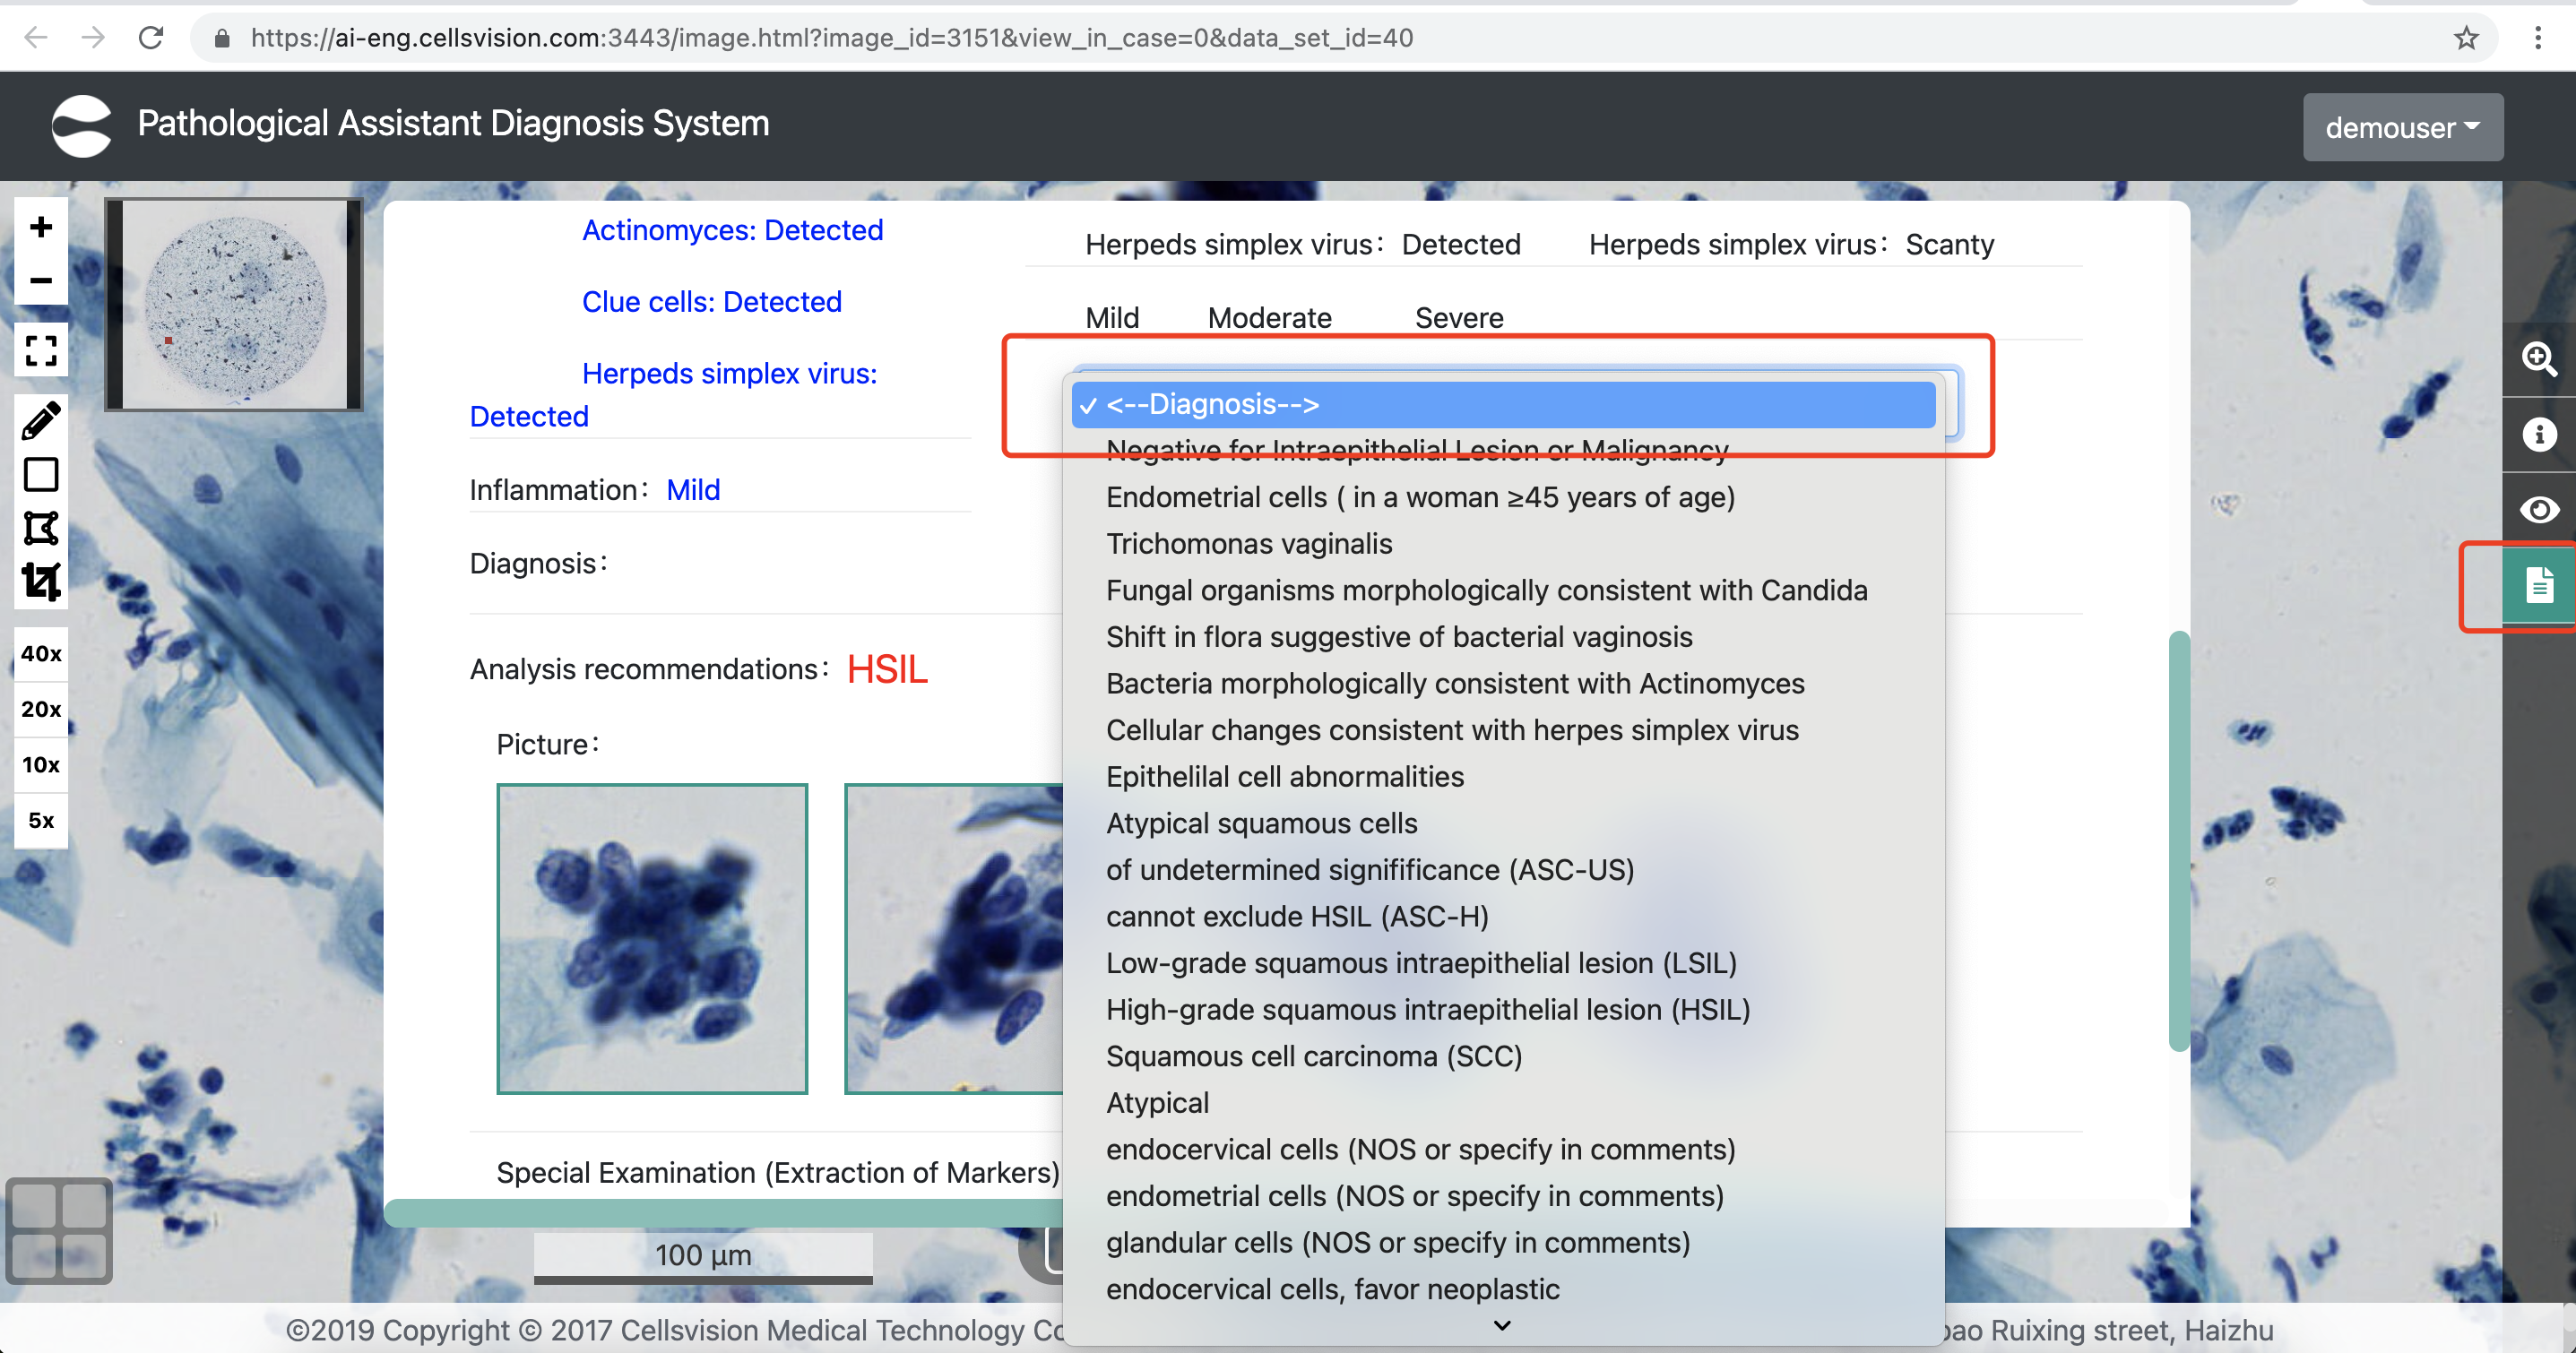 https://ai-eng.cellsvision.com:3443/image.html?image_id=3151&view_in_case=0&data_set_id=40
Pathological Assistant Diagnosis System
demouser
Actinomyces: Detected
Clue cells: Detected
Herpeds simplex virus:
Detected
Inflammation: Mild
Diagnosis:
Analysis recommendations: HSIL
Picture:
Special Examination (Extraction of Markers)
Herpeds simplex virus: Detected Herpeds simplex virus: Scanty
Mild Moderate Severe
<--Diagnosis-->
Negative for Intraepithelial Lesion or Malignancy
Endometrial cells ( in a woman ≥45 years of age)
Trichomonas vaginalis
Fungal organisms morphologically consistent with Candida
Shift in flora suggestive of bacterial vaginosis
Bacteria morphologically consistent with Actinomyces
Cellular changes consistent with herpes simplex virus
Epithelilal cell abnormalities
Atypical squamous cells
of undetermined signifificance (ASC-US)
cannot exclude HSIL (ASC-H)
Low-grade squamous intraepithelial lesion (LSIL)
High-grade squamous intraepithelial lesion (HSIL)
Squamous cell carcinoma (SCC)
Atypical
endocervical cells (NOS or specify in comments)
endometrial cells (NOS or specify in comments)
glandular cells (NOS or specify in comments)
endocervical cells, favor neoplastic
40x
20x
10x
5x
100 μm
©2019 Copyright © 2017 Cellsvision Medical Technology
Ruixing street, Haizhu